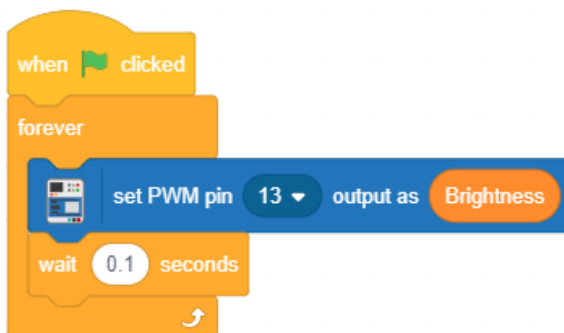 when clicked
forever
set PWM pin 13 output as Brightness
wait 0.1 seconds